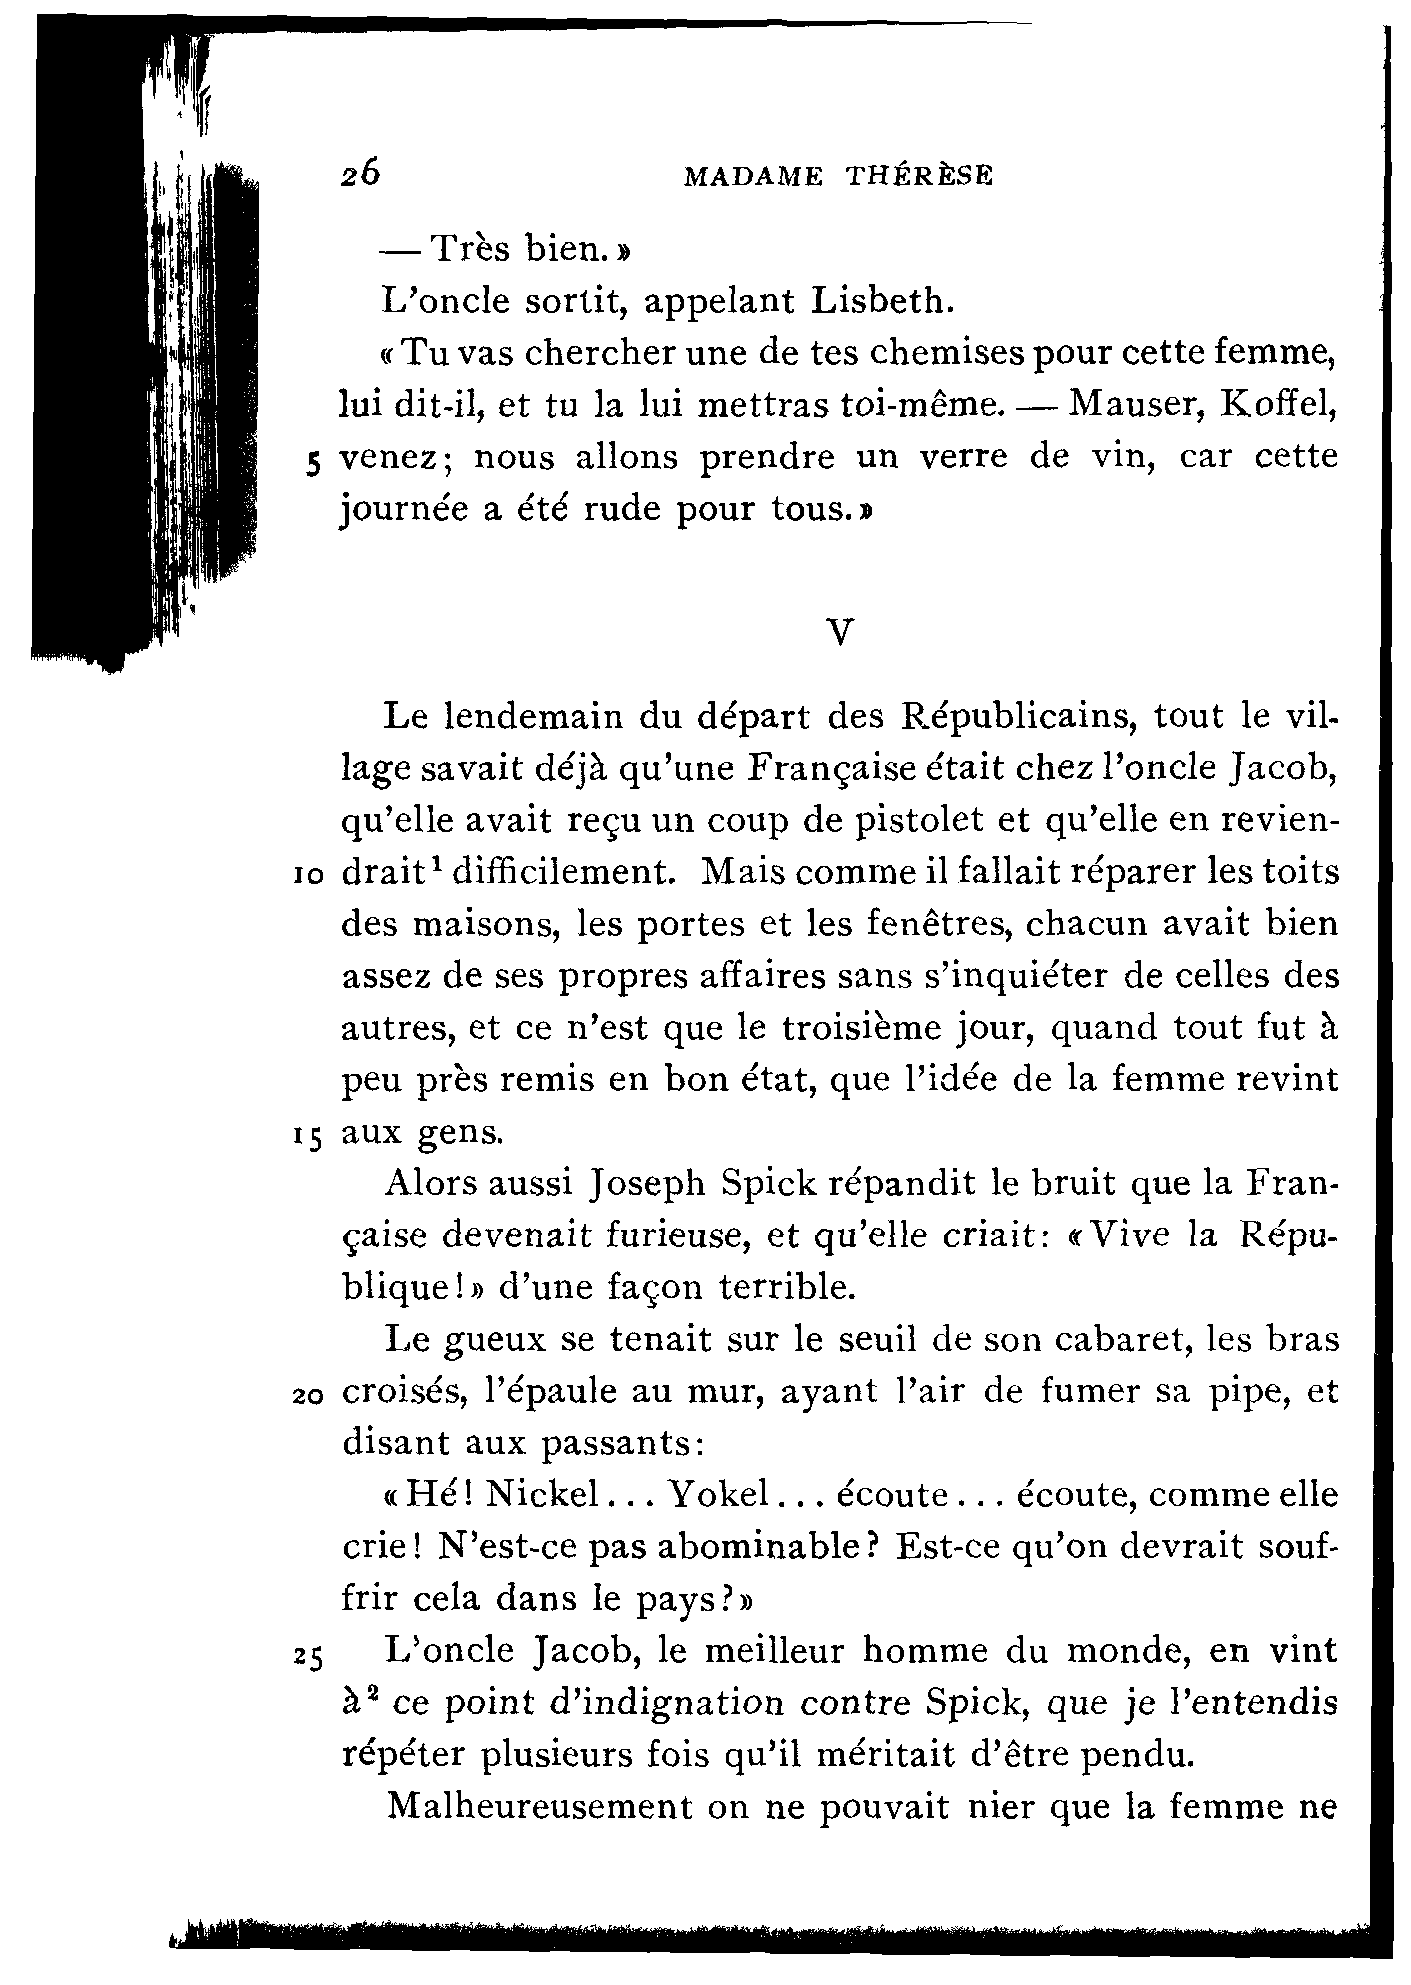 26 MADAME THÉRÈSE
— Très bien. »
L'oncle sortit, appelant Lisbeth.
« Tu vas chercher une de tes chemises pour cette femme,
lui dit-il, et tu la lui mettras toi-même. — Mauser, Koffel,
5 venez; nous allons prendre un verre de vin, car cette
journée a été rude pour tous. »
V
Le lendemain du départ des Républicains, tout le vil-
lage savait déjà qu'une Française était chez l'oncle Jacob,
qu'elle avait reçu un coup de pistolet et qu'elle en revien-
10 drait¹ difficilement. Mais comme il fallait réparer les toits
des maisons, les portes et les fenêtres, chacun avait bien
assez de ses propres affaires sans s'inquiéter de celles des
autres, et ce n'est que le troisième jour, quand tout fut à
peu près remis en bon état, que l'idée de la femme revint
15 aux gens.
Alors aussi Joseph Spick répandit le bruit que la Fran-
çaise devenait furieuse, et qu'elle criait: « Vive la Répu-
blique! » d'une façon terrible.
Le gueux se tenait sur le seuil de son cabaret, les bras
20 croisés, l'épaule au mur, ayant l'air de fumer sa pipe, et
disant aux passants:
« Hé! Nickel... Yokel... écoute... écoute, comme elle
crie! N'est-ce pas abominable? Est-ce qu'on devrait souf-
frir cela dans le pays? »
25 L'oncle Jacob, le meilleur homme du monde, en vint
à² ce point d'indignation contre Spick, que je l'entendis
répéter plusieurs fois qu'il méritait d'être pendu.
Malheureusement on ne pouvait nier que la femme ne